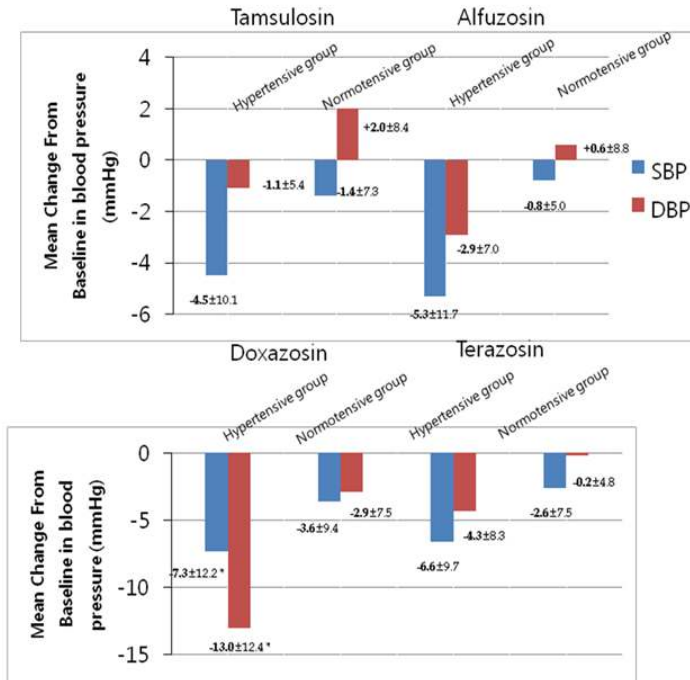 Tamsulosin Alfuzosin
Mean Change From
Baseline in blood pressure
(mmHg)
4
2
0
-2
-4
-6
Hypertensive group
Normotensive group
Hypertensive group
Normotensive group
-4.5±10.1
-1.1±5.4
-1.4±7.3
+2.0±8.4
-5.3±11.7
-2.9±7.0
-0.8±5.0
+0.6±8.8
SBP
DBP
Doxazosin Terazosin
Mean Change From
Baseline in blood
pressure (mmHg)
0
-5
-10
-15
Hypertensive group
Normotensive group
Hypertensive group
Normotensive group
-7.3±12.2 *
-13.0±12.4 *
-3.6±9.4
-2.9±7.5
-6.6±9.7
-4.3±8.3
-2.6±7.5
-0.2±4.8